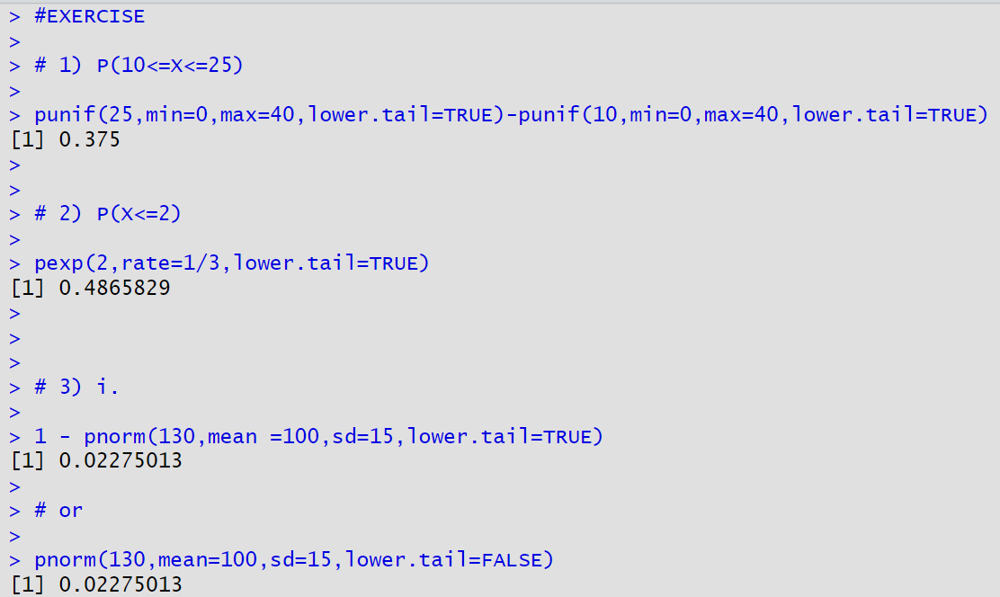 > #EXERCISE
>
> # 1) P(10<=X<=25)
>
> punif(25,min=0,max=40,lower.tail=TRUE)-punif(10,min=0,max=40,lower.tail=TRUE)
[1] 0.375
>
>
> # 2) P(X<=2)
>
> pexp(2,rate=1/3,lower.tail=TRUE)
[1] 0.4865829
>
>
>
> # 3) i.
>
> 1 - pnorm(130,mean =100,sd=15,lower.tail=TRUE)
[1] 0.02275013
>
> # or
>
> pnorm(130,mean=100,sd=15,lower.tail=FALSE)
[1] 0.02275013